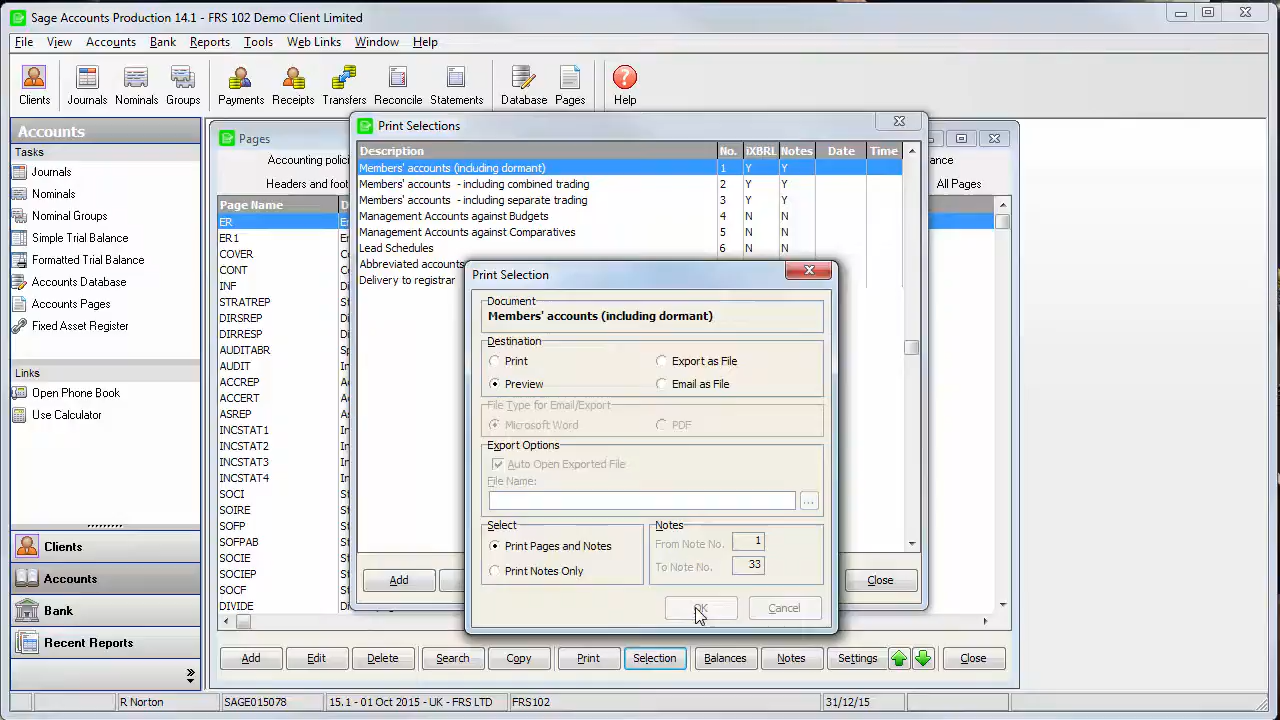 Sage Accounts Production 14.1 - FRS 102 Demo Client Limited
File View Accounts Bank Reports Tools Web Links Window Help
Clients Journals Nominals Groups Payments Receipts Transfers Reconcile Statements Database Pages Help
Accounts
Tasks
Journals
Nominals
Nominal Groups
Simple Trial Balance
Formatted Trial Balance
Accounts Database
Accounts Pages
Fixed Asset Register
Links
Open Phone Book
Use Calculator
Clients
Accounts
Bank
Recent Reports
Pages
Page Name
ER
ER1
COVER
CONT
INF
STRATREP
DIRSREP
DIRRESP
AUDITABR
AUDIT
ACCREP
ACCERT
ASREP
INCSTAT1
INCSTAT2
INCSTAT3
INCSTAT4
SOCI
SOIRE
SOFP
SOFPAB
SOCIE
SOCIEP
SOCF
DIVIDE
All Pages
Add Edit Delete Search Copy Print Selection Balances Notes Settings Close
Print Selections
Description No. iXBRL Notes Date Time
Members' accounts (including dormant) 1 Y Y
Members' accounts - including combined trading 2 Y Y
Members' accounts - including separate trading 3 Y Y
Management Accounts against Budgets 4 N N
Management Accounts against Comparatives 5 N N
Lead Schedules 6 N N
Abbreviated accounts
Delivery to registrar
Add Close
Print Selection
Document
Members' accounts (including dormant)
Destination
Print Export as File
Preview Email as File
File Type for Email/Export
Microsoft Word PDF
Export Options
Auto Open Exported File
File Name:
...
Select
Print Pages and Notes
Print Notes Only
Notes
From Note No. 1
To Note No. 33
OK Cancel
R Norton SAGE015078 15.1 - 01 Oct 2015 - UK - FRS LTD FRS102 31/12/15